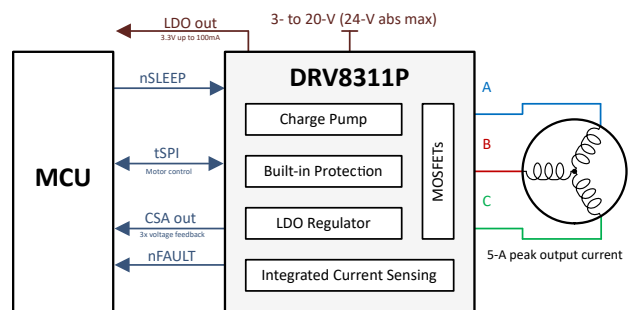 LDO out
3.3V up to 100mA
3- to 20-V (24-V abs max)
DRV8311P
nSLEEP
A
Charge Pump
MOSFETs
B
tSPI
Motor control
Built-in Protection
MCU
C
CSA out
3x voltage feedback
LDO Regulator
nFAULT
5-A peak output current
Integrated Current Sensing